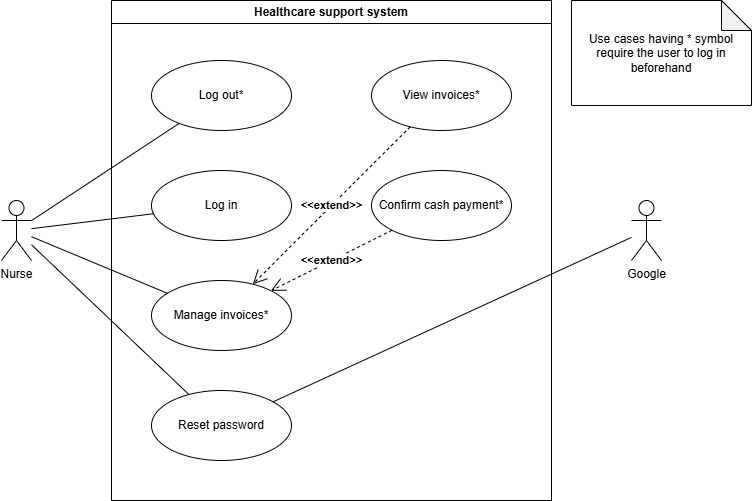 Healthcare support system
Use cases having * symbol
require the user to log in
beforehand
Log out*
View invoices*
Log in
<<extend>>
Confirm cash payment*
<<extend>>
Nurse
Google
Manage invoices*
Reset password